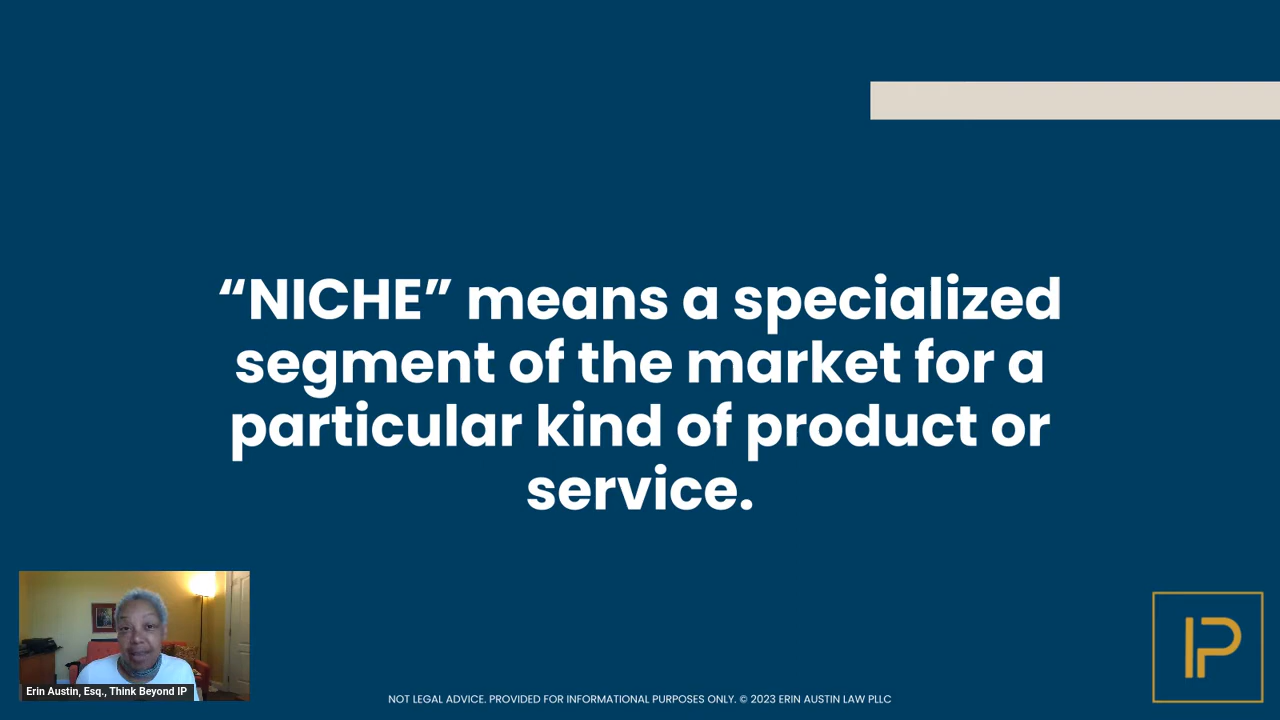 “NICHE” means a specialized
segment of the market for a
particular kind of product or
service.
Erin Austin, Esq., Think Beyond IP
NOT LEGAL ADVICE. PROVIDED FOR INFORMATIONAL PURPOSES ONLY. © 2023 ERIN AUSTIN LAW PLLC
IP